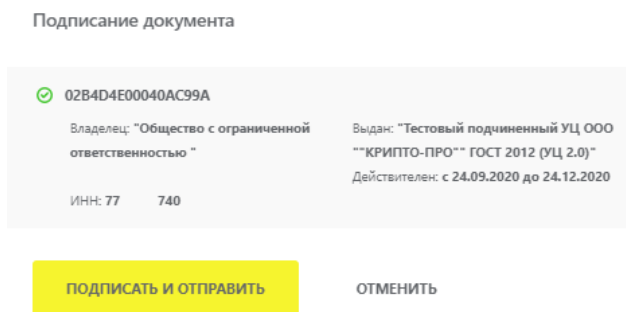 Подписание документа
02B4D4E00040AC99A
Владелец: "Общество с ограниченной
ответственностью "
ИНН: 77 740
Выдан: "Тестовый подчиненный УЦ ООО
""КРИПТО-ПРО"" ГОСТ 2012 (УЦ 2.0)"
Действителен: с 24.09.2020 до 24.12.2020
ПОДПИСАТЬ И ОТПРАВИТЬ
ОТМЕНИТЬ